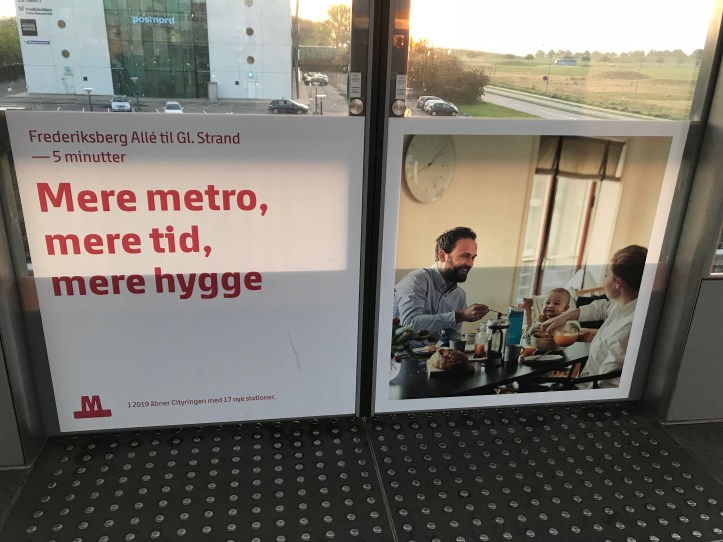 postnord
Frederiksberg Allé til Gl. Strand
— 5 minutter
Mere metro,
mere tid,
mere hygge
M
I 2019 åbner Cityringen med 17 nye stationer.